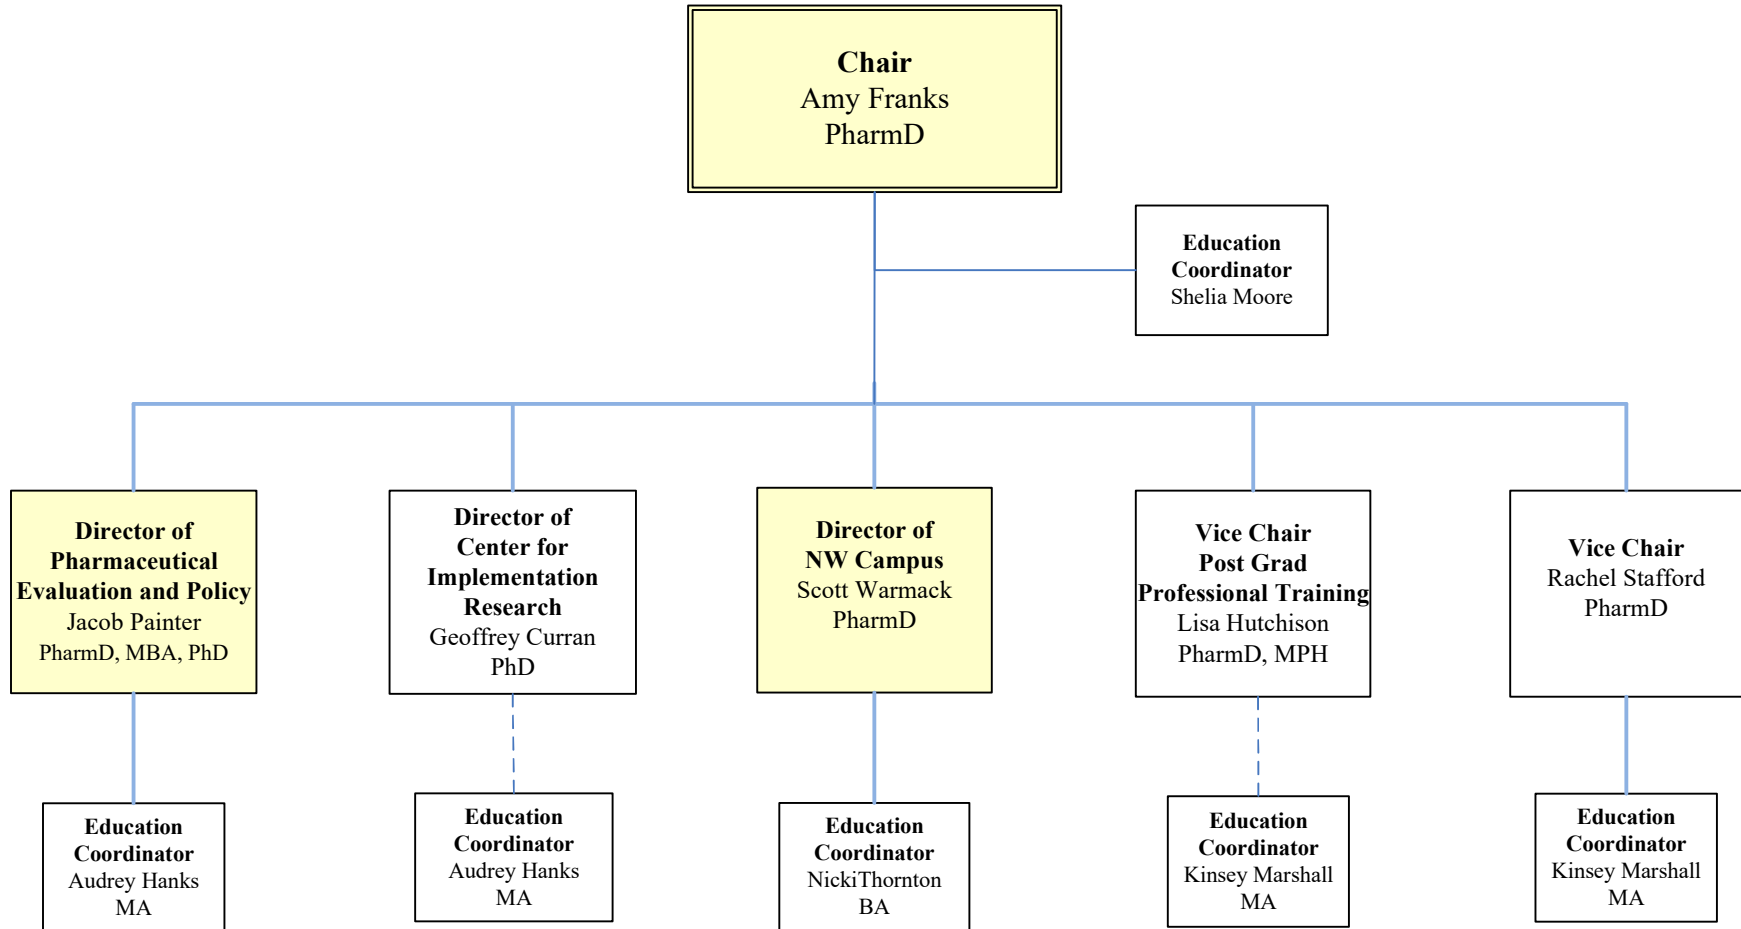 Chair
Amy Franks
PharmD
Education
Coordinator
Shelia Moore
Director of
Pharmaceutical
Evaluation and Policy
Jacob Painter
PharmD, MBA, PhD
Director of
Center for
Implementation
Research
Geoffrey Curran
PhD
Director of
NW Campus
Scott Warmack
PharmD
Vice Chair
Post Grad
Professional Training
Lisa Hutchison
PharmD, MPH
Vice Chair
Rachel Stafford
PharmD
Education
Coordinator
Audrey Hanks
MA
Education
Coordinator
Audrey Hanks
MA
Education
Coordinator
NickiThornton
BA
Education
Coordinator
Kinsey Marshall
MA
Education
Coordinator
Kinsey Marshall
MA